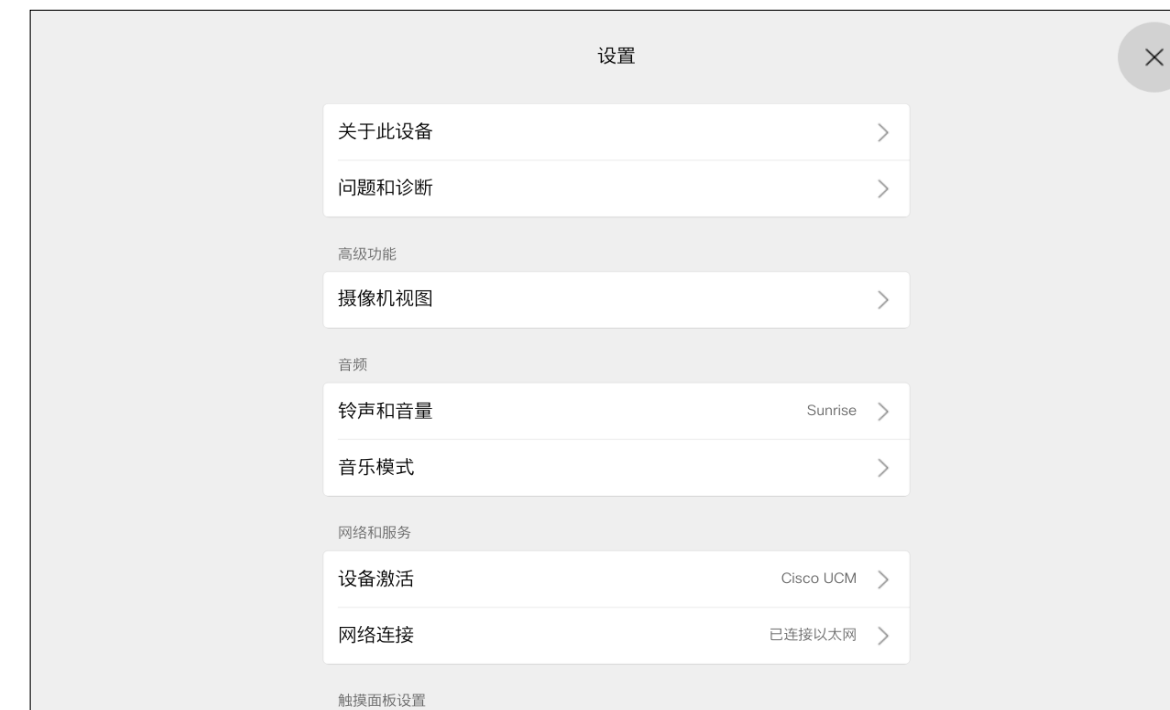 设置
关于此设备
问题和诊断
高级功能
摄像机视图
音频
铃声和音量 Sunrise
音乐模式
网络和服务
设备激活 Cisco UCM
网络连接 已连接以太网
触摸面板设置